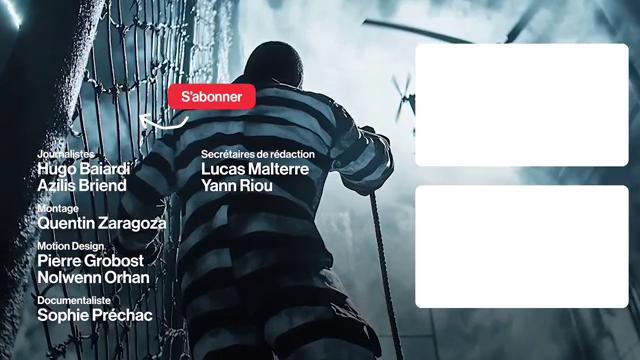 S'abonner
Journalistes
Hugo Baiardi
Azilis Briend
Secrétaires de rédaction
Lucas Malterre
Yann Riou
Montage
Quentin Zaragoza
Motion Design
Pierre Grobost
Nolwenn Orhan
Documentaliste
Sophie Préchac